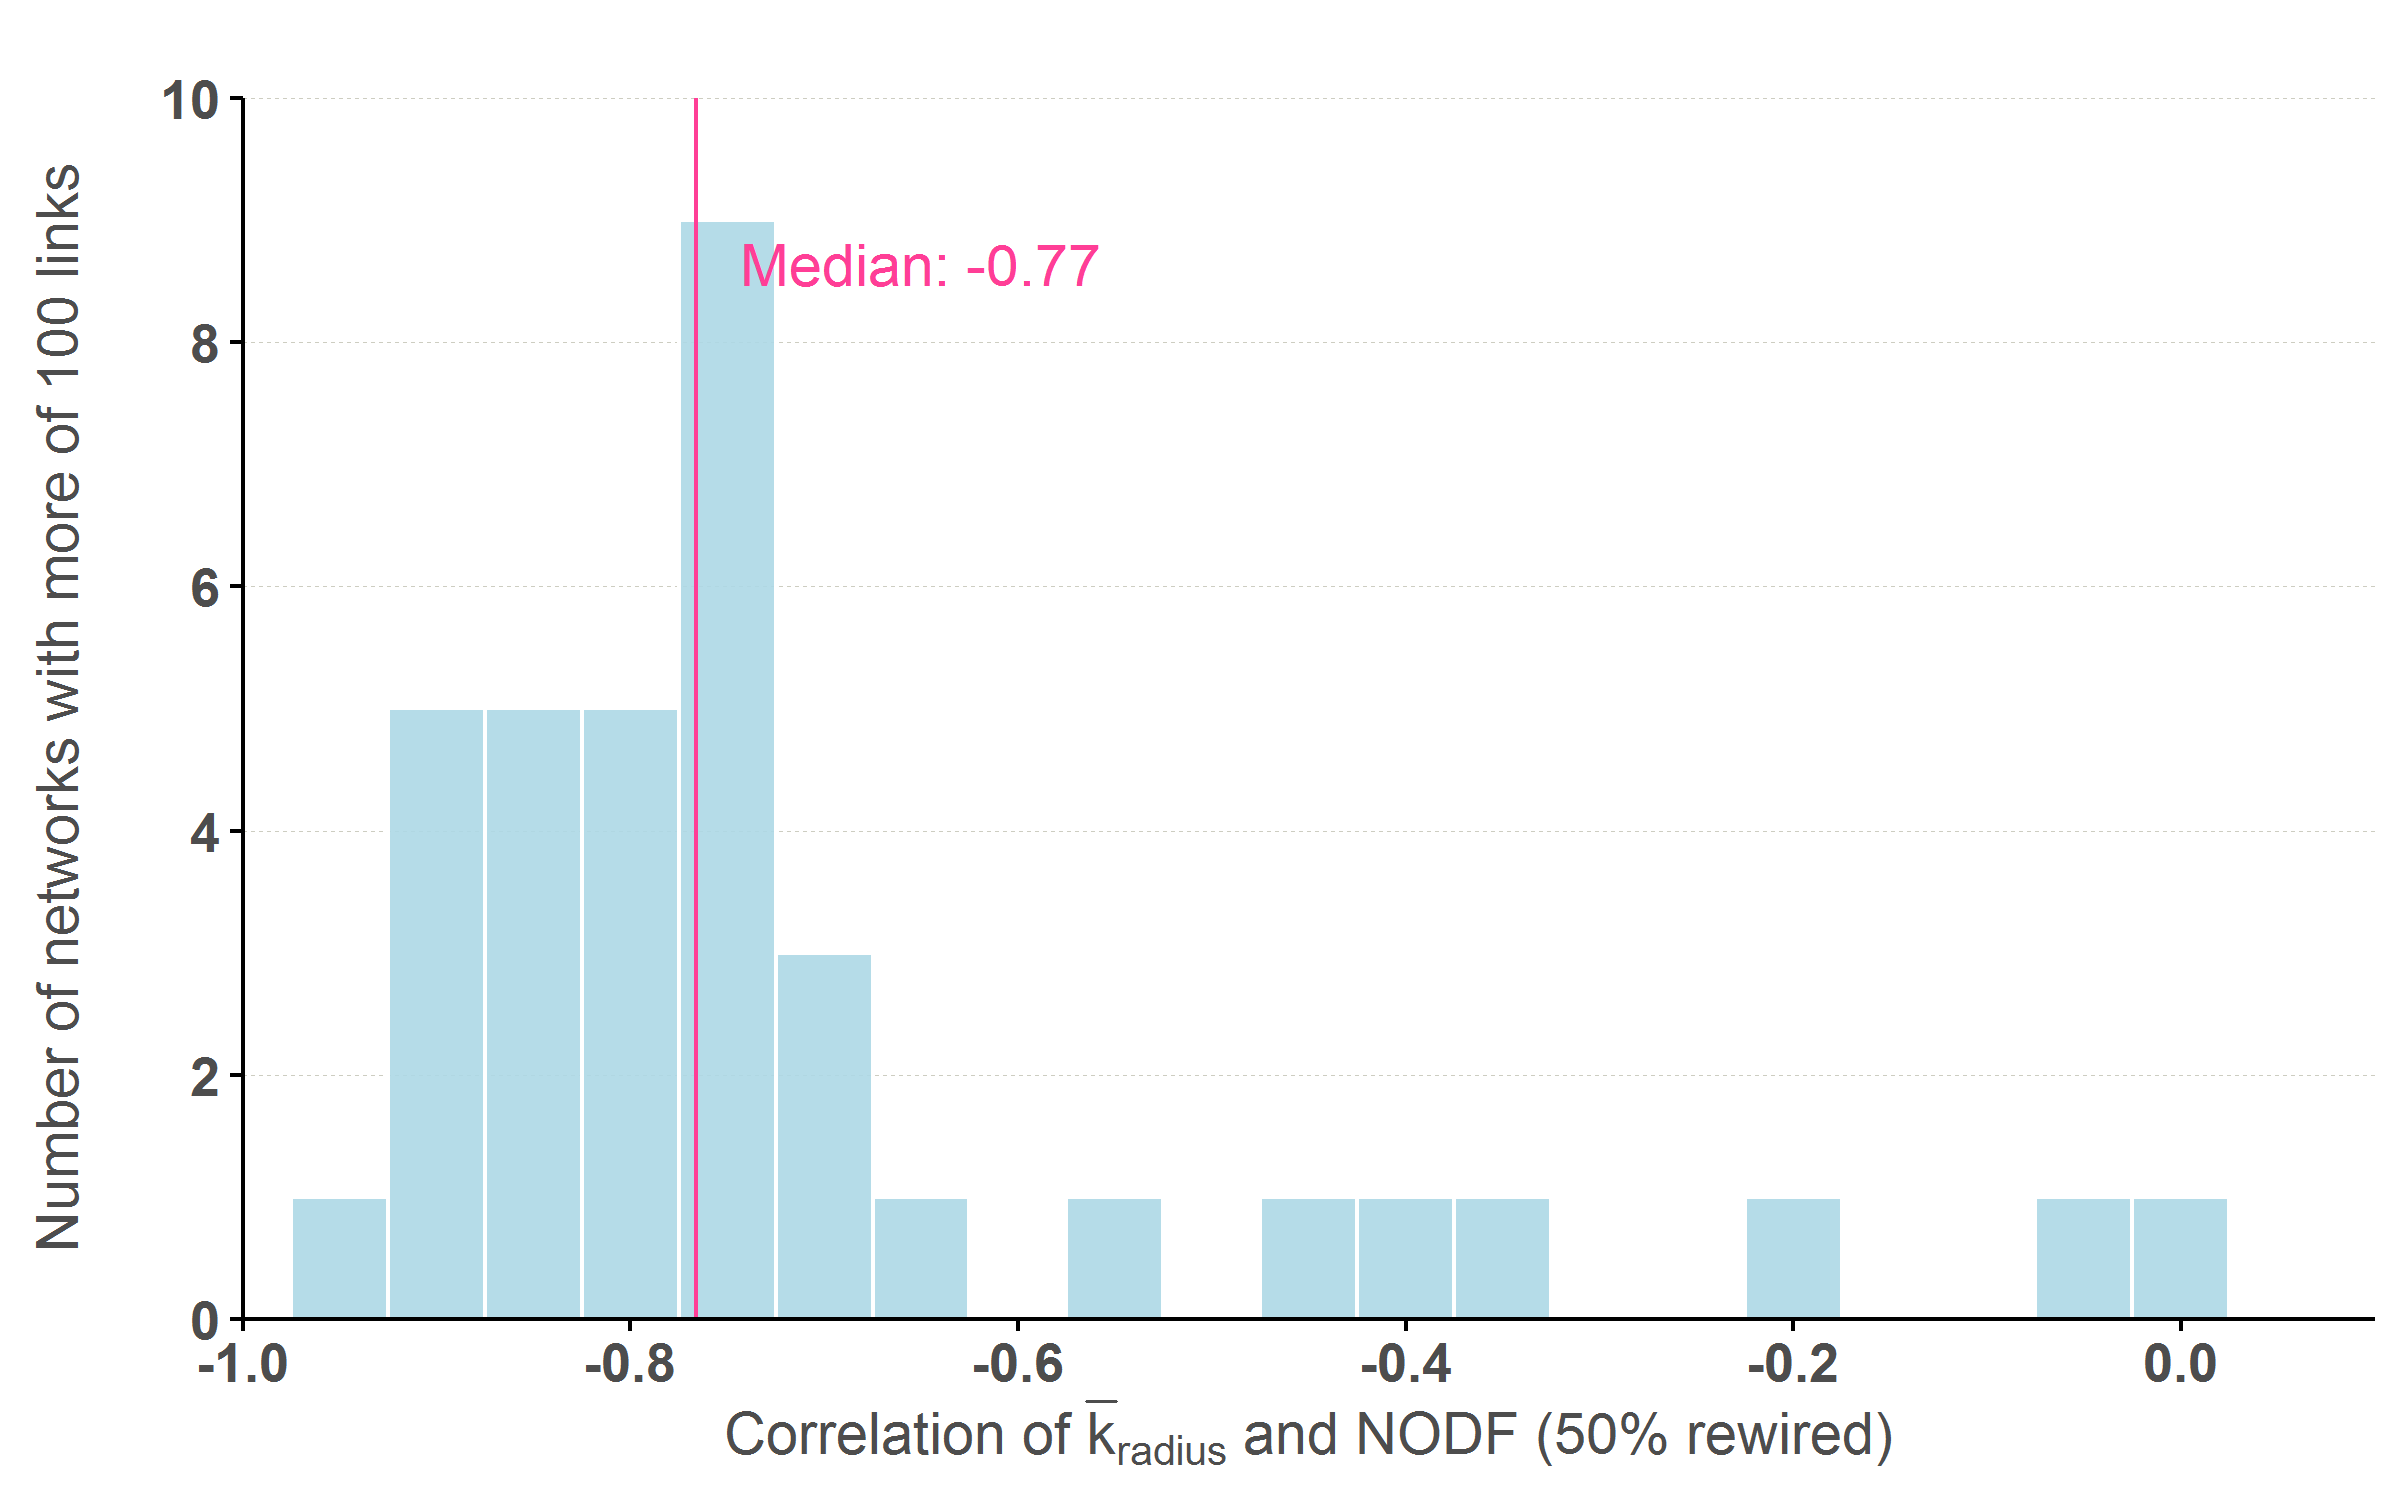 Number of networks with more of 100 links
10
8
6
4
2
0
Median: -0.77
-1.0 -0.8 -0.6 -0.4 -0.2 0.0
Correlation of k̅radius and NODF (50% rewired)